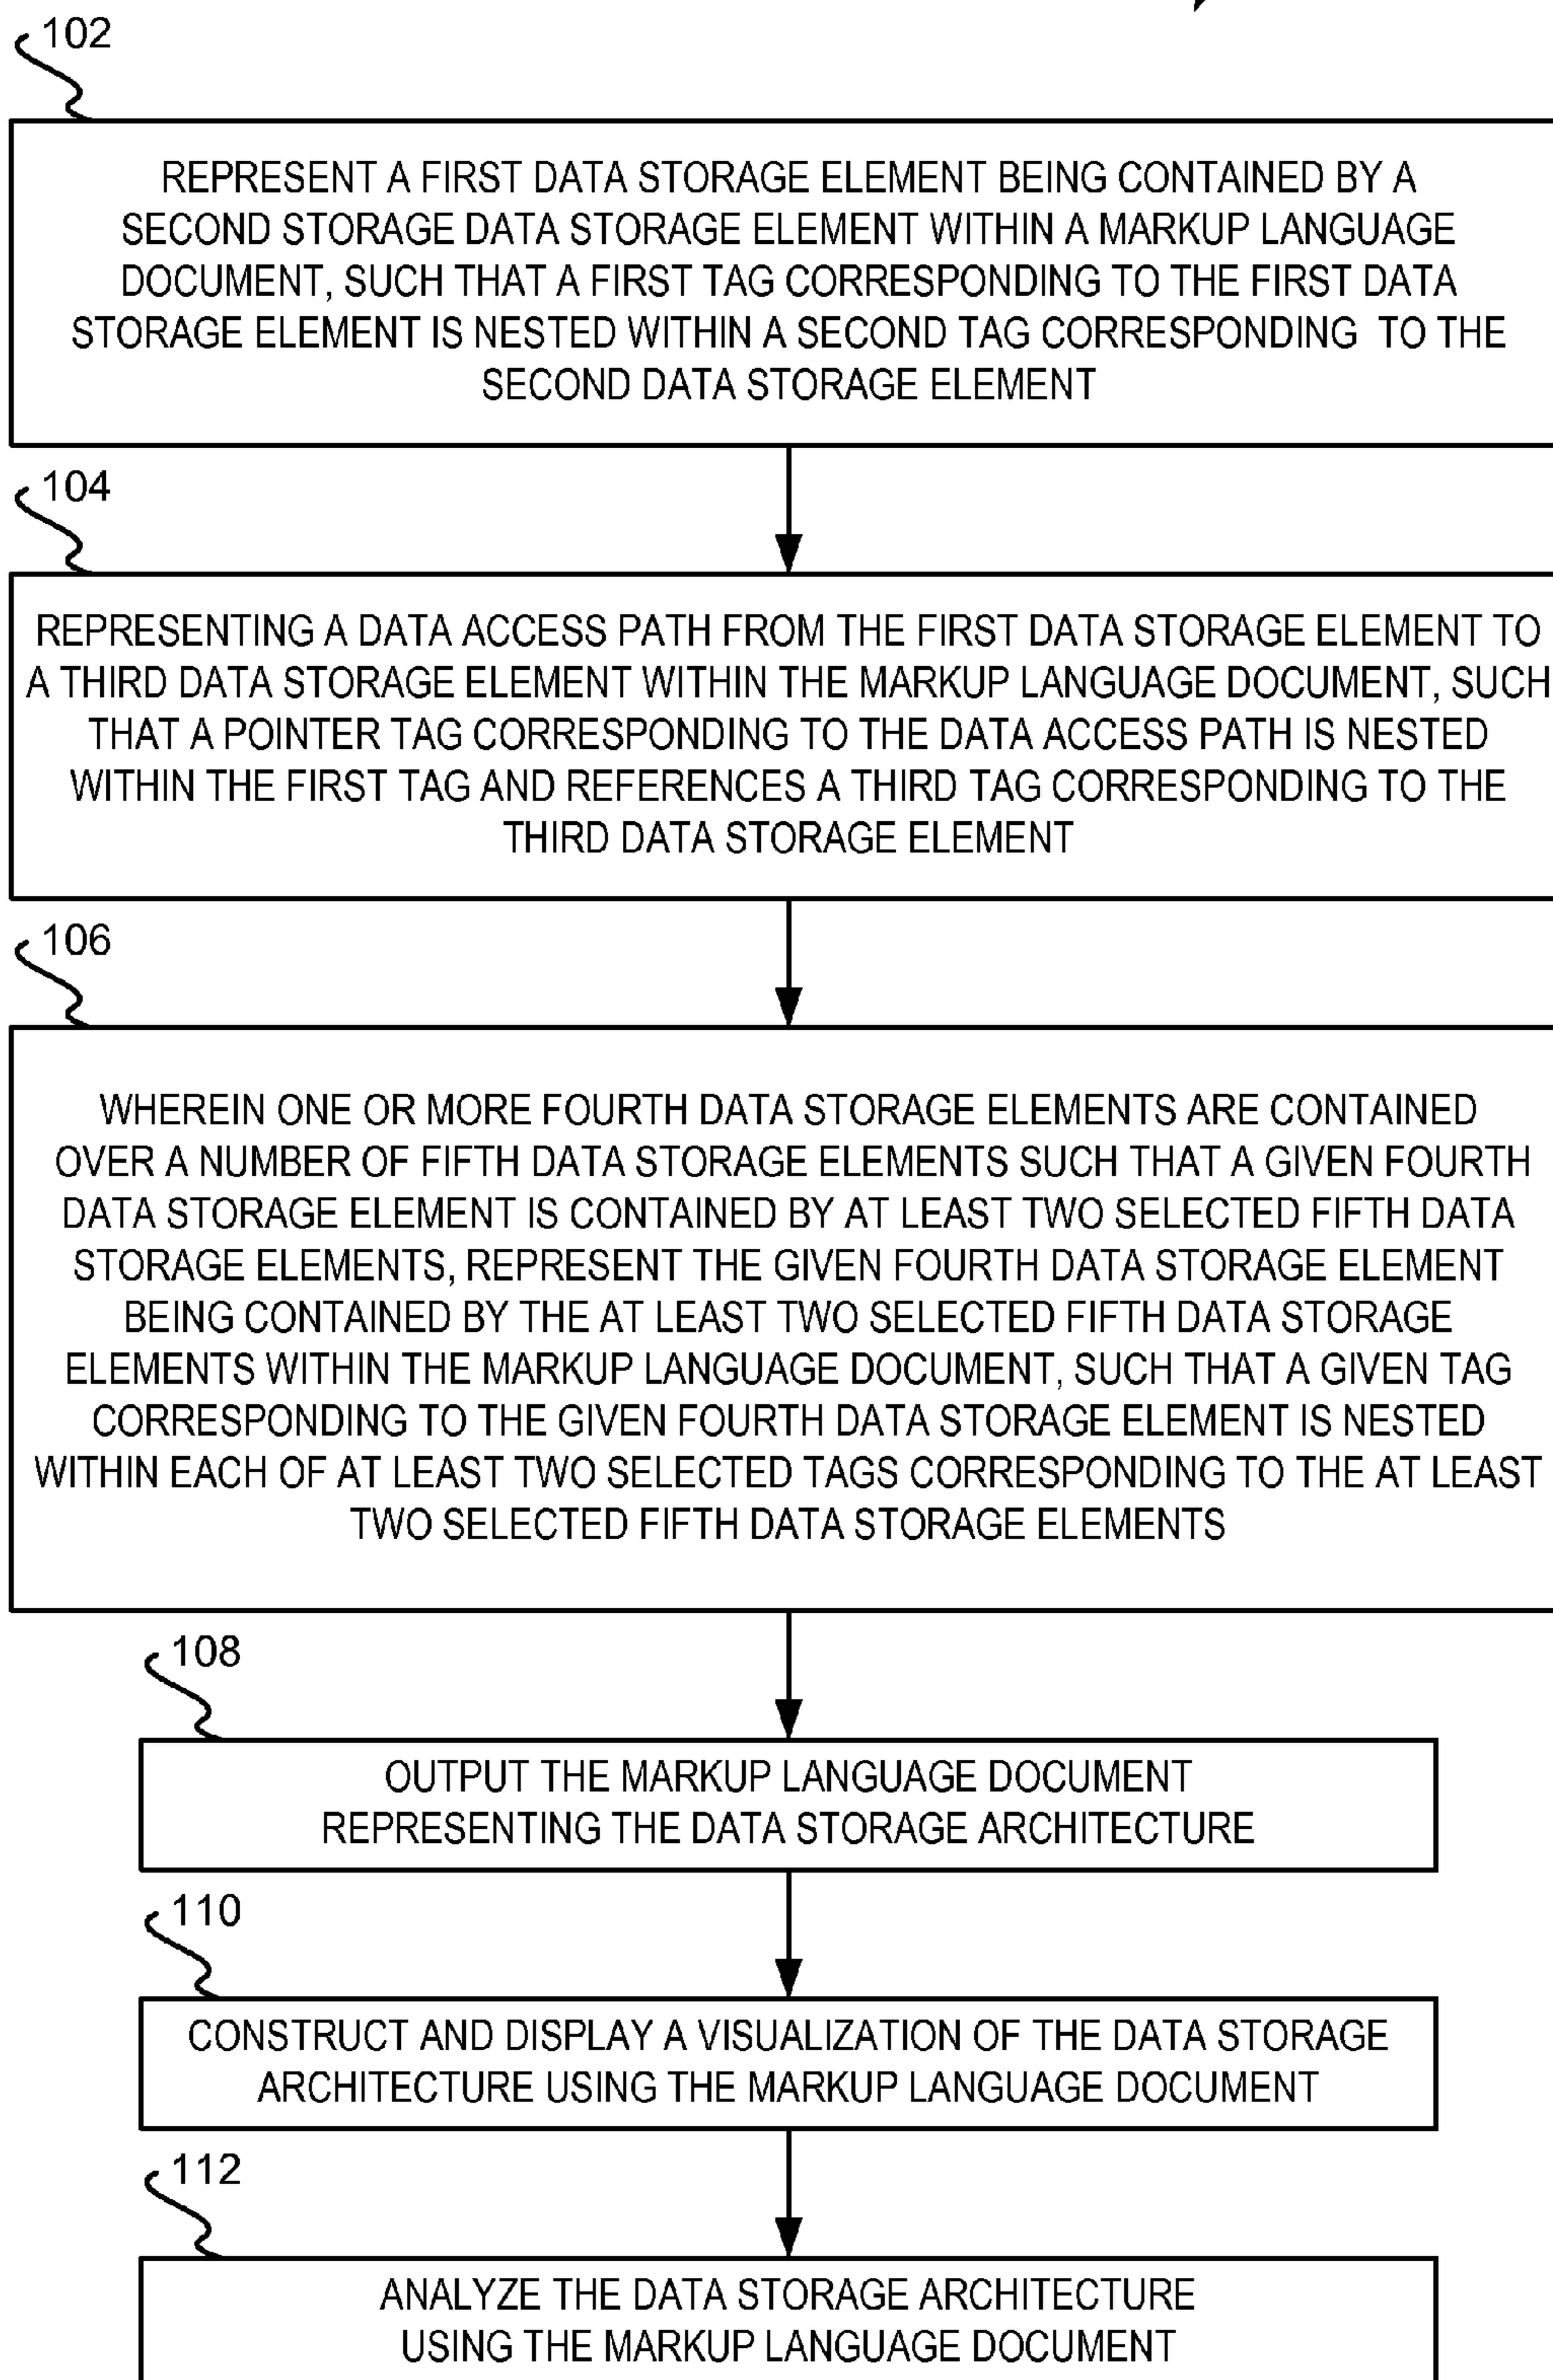 102
REPRESENT A FIRST DATA STORAGE ELEMENT BEING CONTAINED BY A
SECOND STORAGE DATA STORAGE ELEMENT WITHIN A MARKUP LANGUAGE
DOCUMENT, SUCH THAT A FIRST TAG CORRESPONDING TO THE FIRST DATA
STORAGE ELEMENT IS NESTED WITHIN A SECOND TAG CORRESPONDING TO THE
SECOND DATA STORAGE ELEMENT
104
REPRESENTING A DATA ACCESS PATH FROM THE FIRST DATA STORAGE ELEMENT TO
A THIRD DATA STORAGE ELEMENT WITHIN THE MARKUP LANGUAGE DOCUMENT, SUCH
THAT A POINTER TAG CORRESPONDING TO THE DATA ACCESS PATH IS NESTED
WITHIN THE FIRST TAG AND REFERENCES A THIRD TAG CORRESPONDING TO THE
THIRD DATA STORAGE ELEMENT
106
WHEREIN ONE OR MORE FOURTH DATA STORAGE ELEMENTS ARE CONTAINED
OVER A NUMBER OF FIFTH DATA STORAGE ELEMENTS SUCH THAT A GIVEN FOURTH
DATA STORAGE ELEMENT IS CONTAINED BY AT LEAST TWO SELECTED FIFTH DATA
STORAGE ELEMENTS, REPRESENT THE GIVEN FOURTH DATA STORAGE ELEMENT
BEING CONTAINED BY THE AT LEAST TWO SELECTED FIFTH DATA STORAGE
ELEMENTS WITHIN THE MARKUP LANGUAGE DOCUMENT, SUCH THAT A GIVEN TAG
CORRESPONDING TO THE GIVEN FOURTH DATA STORAGE ELEMENT IS NESTED
WITHIN EACH OF AT LEAST TWO SELECTED TAGS CORRESPONDING TO THE AT LEAST
TWO SELECTED FIFTH DATA STORAGE ELEMENTS
108
OUTPUT THE MARKUP LANGUAGE DOCUMENT
REPRESENTING THE DATA STORAGE ARCHITECTURE
110
CONSTRUCT AND DISPLAY A VISUALIZATION OF THE DATA STORAGE
ARCHITECTURE USING THE MARKUP LANGUAGE DOCUMENT
112
ANALYZE THE DATA STORAGE ARCHITECTURE
USING THE MARKUP LANGUAGE DOCUMENT